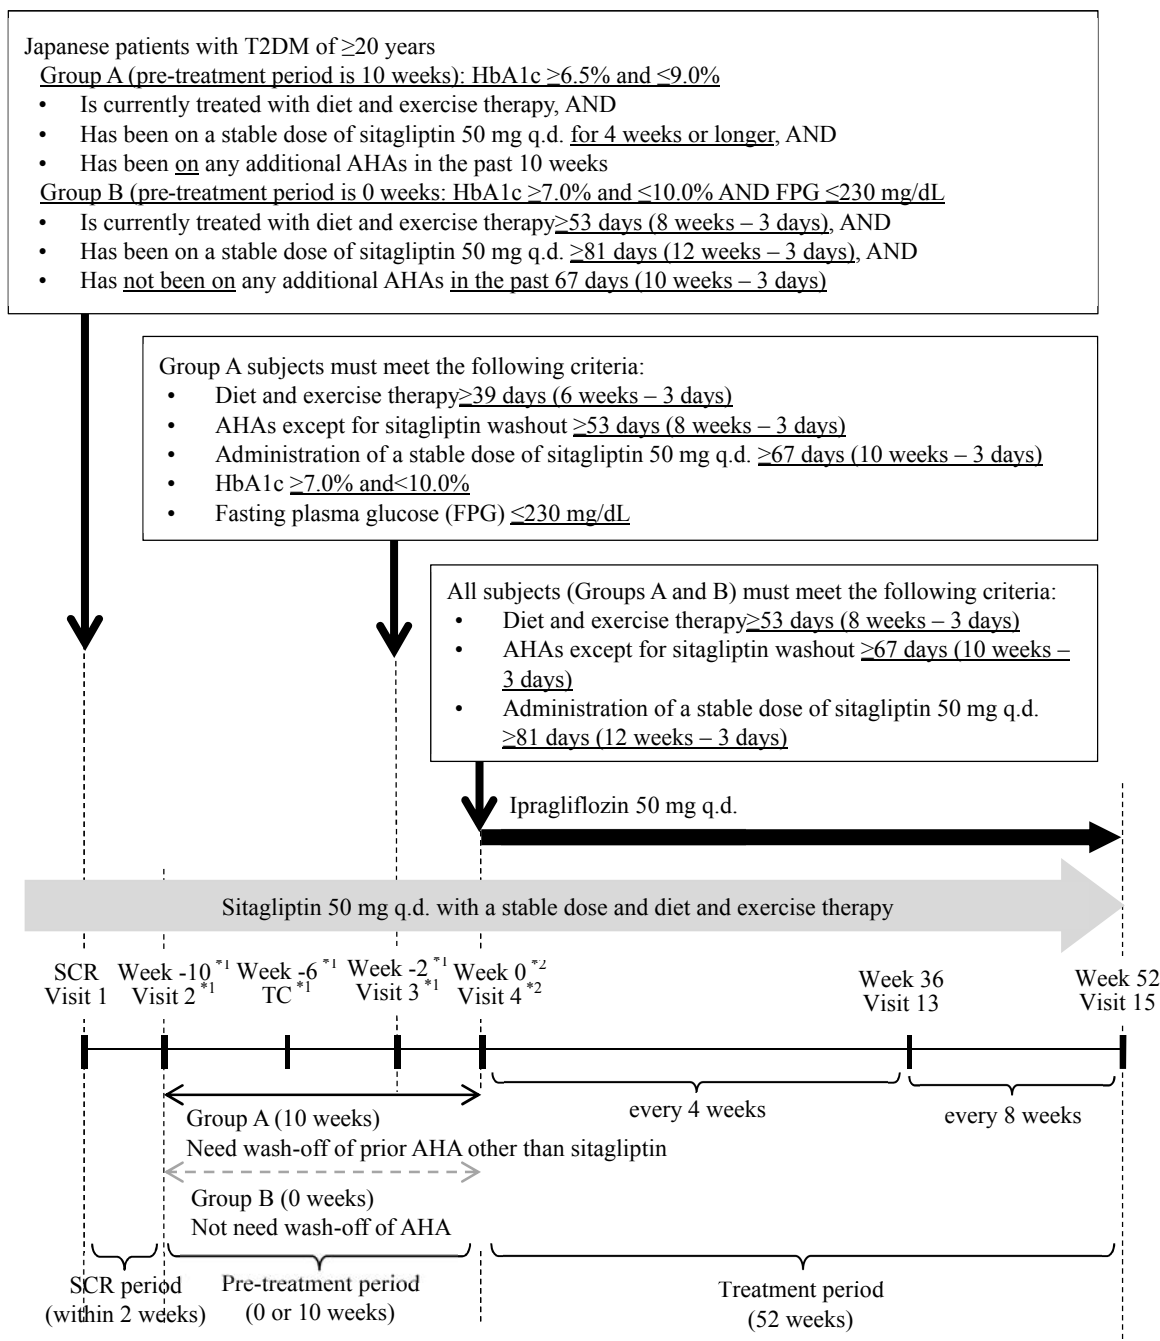 Japanese patients with T2DM of ≥20 years
Group A (pre-treatment period is 10 weeks): HbA1c ≥6.5% and ≤9.0%
• Is currently treated with diet and exercise therapy, AND
• Has been on a stable dose of sitagliptin 50 mg q.d. for 4 weeks or longer, AND
• Has been on any additional AHAs in the past 10 weeks
Group B (pre-treatment period is 0 weeks: HbA1c ≥7.0% and ≤10.0% AND FPG ≤230 mg/dL
• Is currently treated with diet and exercise therapy≥53 days (8 weeks – 3 days), AND
• Has been on a stable dose of sitagliptin 50 mg q.d. ≥81 days (12 weeks – 3 days), AND
• Has not been on any additional AHAs in the past 67 days (10 weeks – 3 days)
Group A subjects must meet the following criteria:
• Diet and exercise therapy≥39 days (6 weeks – 3 days)
• AHAs except for sitagliptin washout ≥53 days (8 weeks – 3 days)
• Administration of a stable dose of sitagliptin 50 mg q.d. ≥67 days (10 weeks – 3 days)
• HbA1c ≥7.0% and<10.0%
• Fasting plasma glucose (FPG) ≤230 mg/dL
All subjects (Groups A and B) must meet the following criteria:
• Diet and exercise therapy≥53 days (8 weeks – 3 days)
• AHAs except for sitagliptin washout ≥67 days (10 weeks –
3 days)
• Administration of a stable dose of sitagliptin 50 mg q.d.
≥81 days (12 weeks – 3 days)
Ipragliflozin 50 mg q.d.
Sitagliptin 50 mg q.d. with a stable dose and diet and exercise therapy
SCR
Visit 1
Week -10 *1
Visit 2 *1
Week -6 *1
TC *1
Week -2 *1
Visit 3 *1
Week 0 *2
Visit 4 *2
Week 36
Visit 13
Week 52
Visit 15
every 4 weeks
every 8 weeks
Group A (10 weeks)
Need wash-off of prior AHA other than sitagliptin
Group B (0 weeks)
Not need wash-off of AHA
SCR period
(within 2 weeks)
Pre-treatment period
(0 or 10 weeks)
Treatment period
(52 weeks)